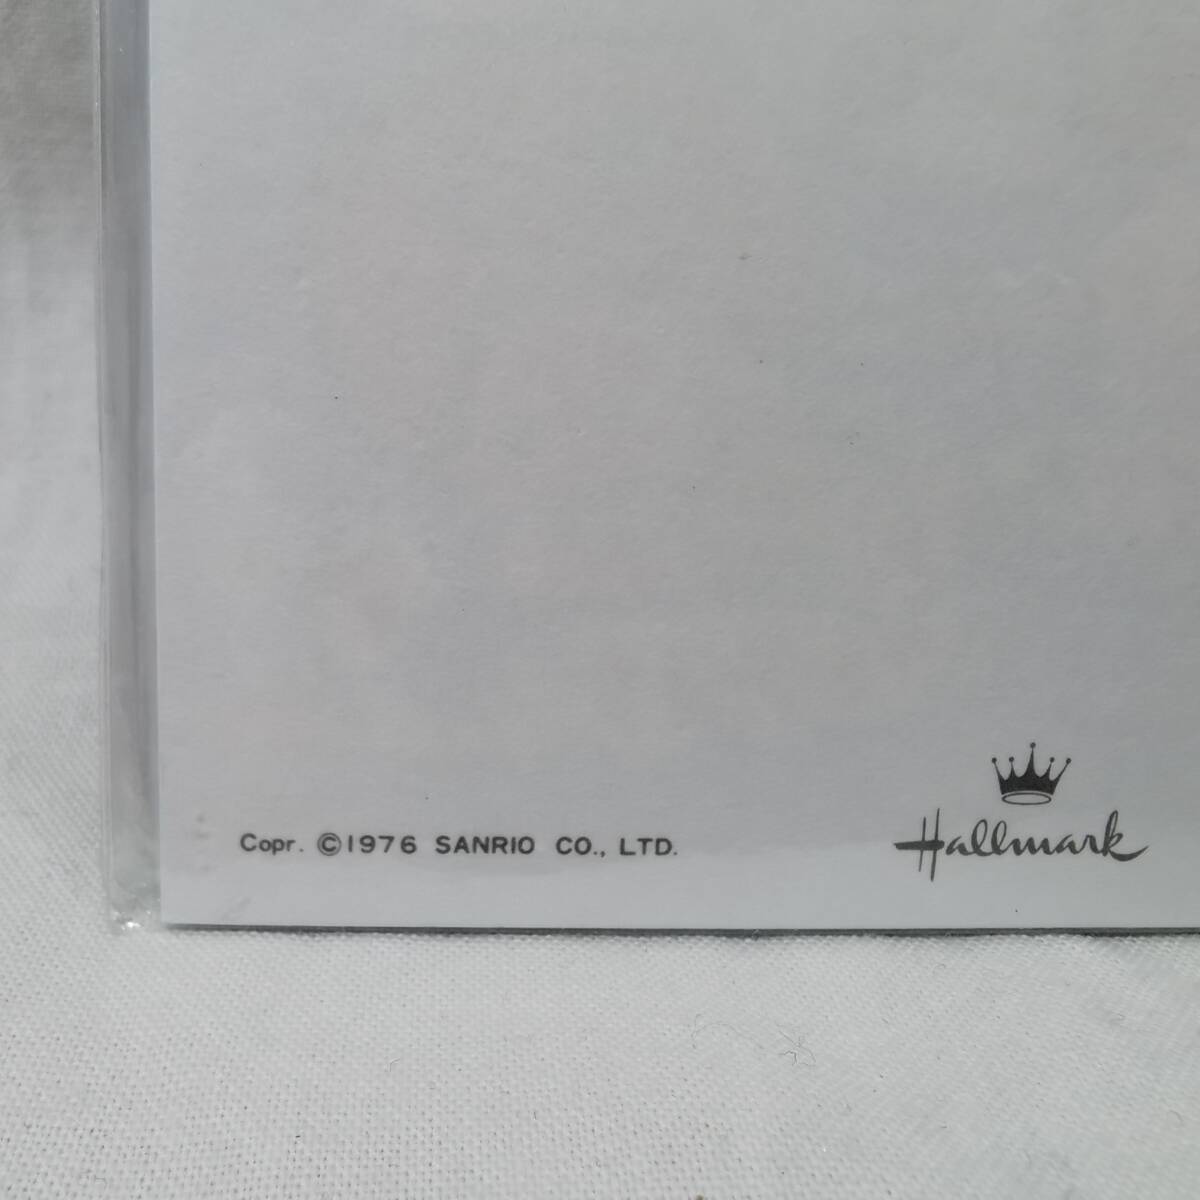 Copr. ©1976 SANRIO CO., LTD.
Hallmark